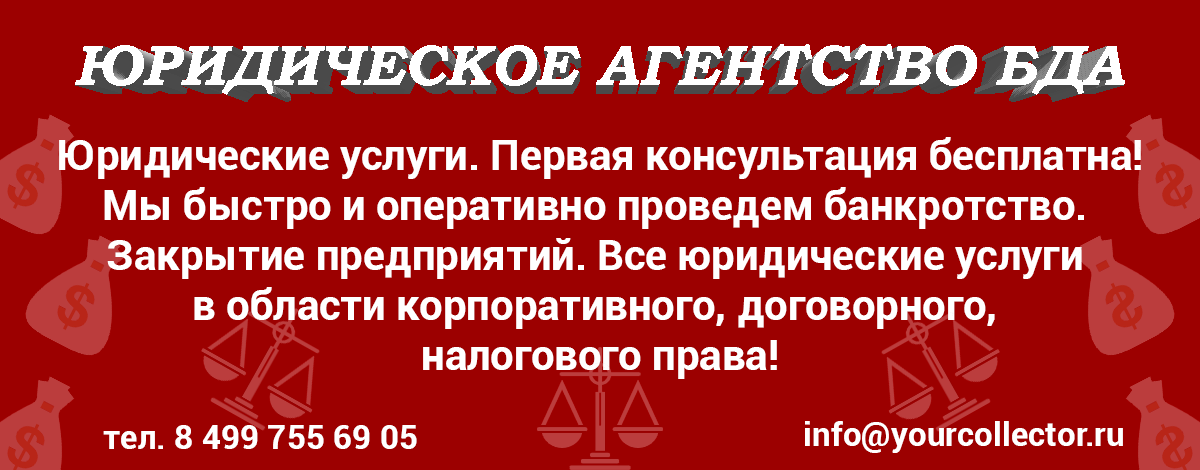 ЮРИДИЧЕСКОЕ АГЕНТСТВО БДА
Юридические услуги. Первая консультация бесплатна!
Мы быстро и оперативно проведем банкротство.
Закрытие предприятий. Все юридические услуги
в области корпоративного, договорного,
налогового права!
тел. 8 499 755 69 05
info@yourcollector.ru